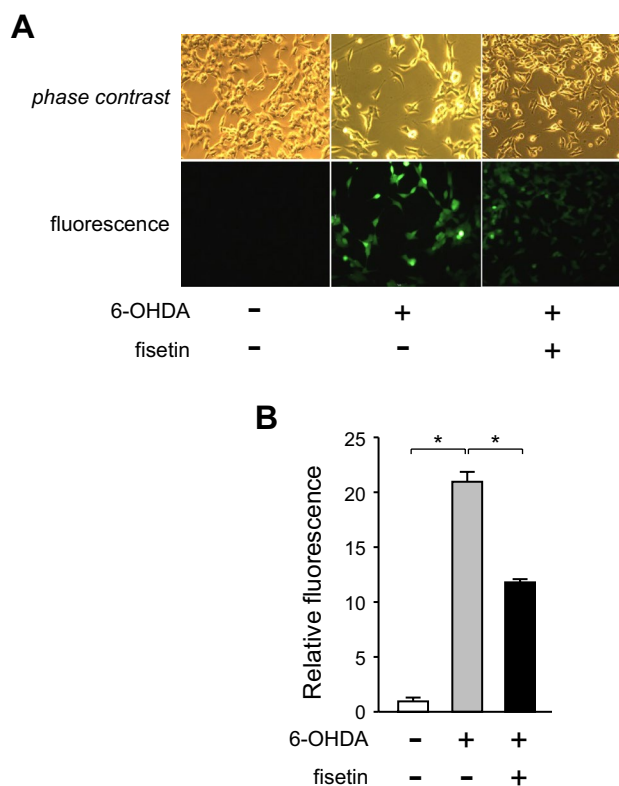 A
phase contrast
fluorescence
6-OHDA - + +
fisetin - - +
B
Relative fluorescence
25
20
15
10
5
0
* *
6-OHDA - + +
fisetin - - +